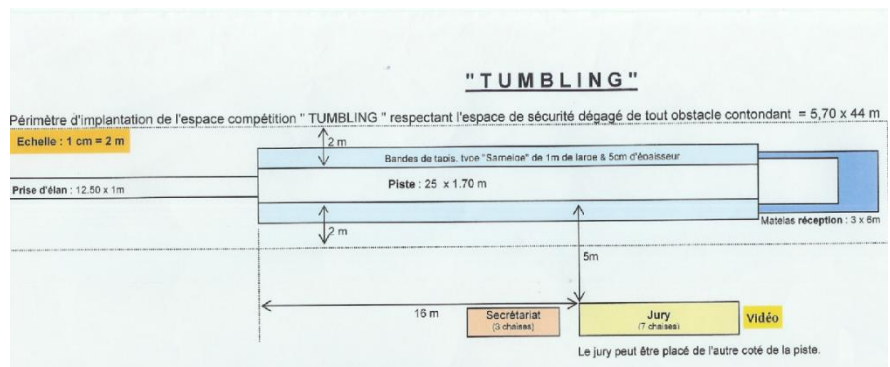 "TUMBLING"
Périmètre d'implantation de l'espace compétition " TUMBLING " respectant l'espace de sécurité dégagé de tout obstacle contondant = 5,70 x 44 m
Echelle : 1 cm = 2 m
2 m
Bandes de tapis, type "Sarneige" de 1m de large & 5cm d'épaisseur
Prise d'élan : 12.50 x 1m
Piste : 25 x 1.70 m
Matelas réception : 3 x 6m
2 m
5m
16 m
Secrétariat
(3 chaises)
Jury
(7 chaises)
Vidéo
Le jury peut être placé de l'autre coté de la piste.